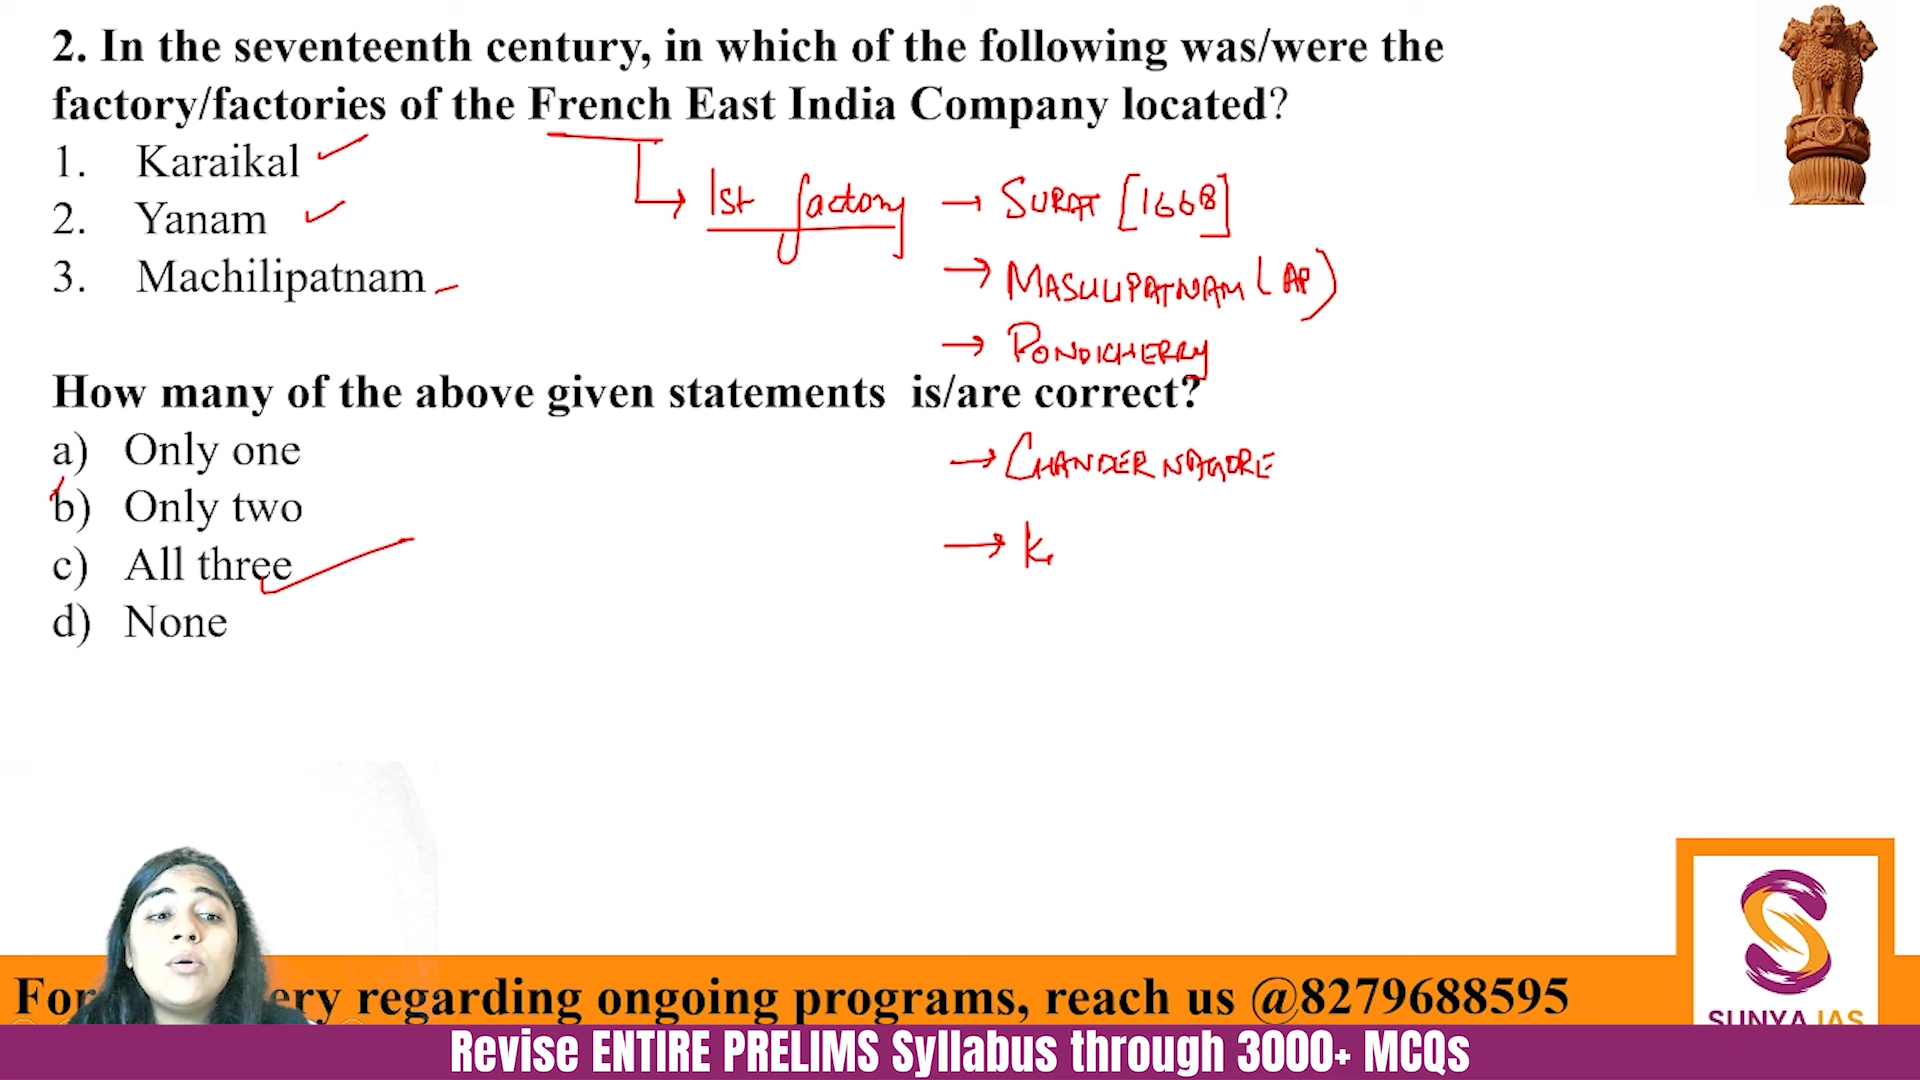 2. In the seventeenth century, in which of the following was/were the
factory/factories of the French East India Company located?
1. Karaikal
2. Yanam
3. Machilipatnam
1st factory → SURAT [1668]
→ MASULIPATNAM (AP)
→ PONDICHERRY
How many of the above given statements is/are correct?
a) Only one
→ CHANDERNAGORE
b) Only two
→ K
c) All three
d) None
For ery regarding ongoing programs, reach us @8279688595
SUNYA IAS
Revise ENTIRE PRELIMS Syllabus through 3000+ MCQs